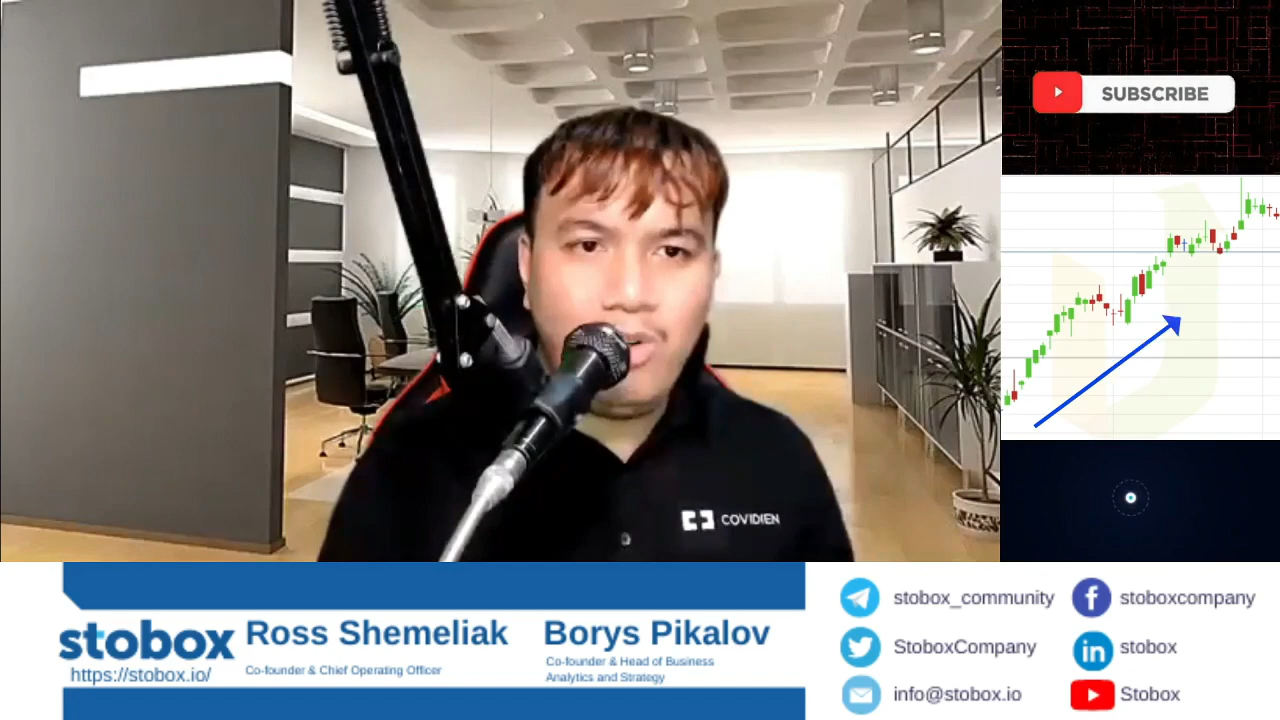 SUBSCRIBE
COVIDIEN
stobox
https://stobox.io/
Ross Shemeliak
Co-founder & Chief Operating Officer
Borys Pikalov
Co-founder & Head of Business
Analytics and Strategy
stobox_community
stoboxcompany
StoboxCompany
stobox
info@stobox.io
Stobox